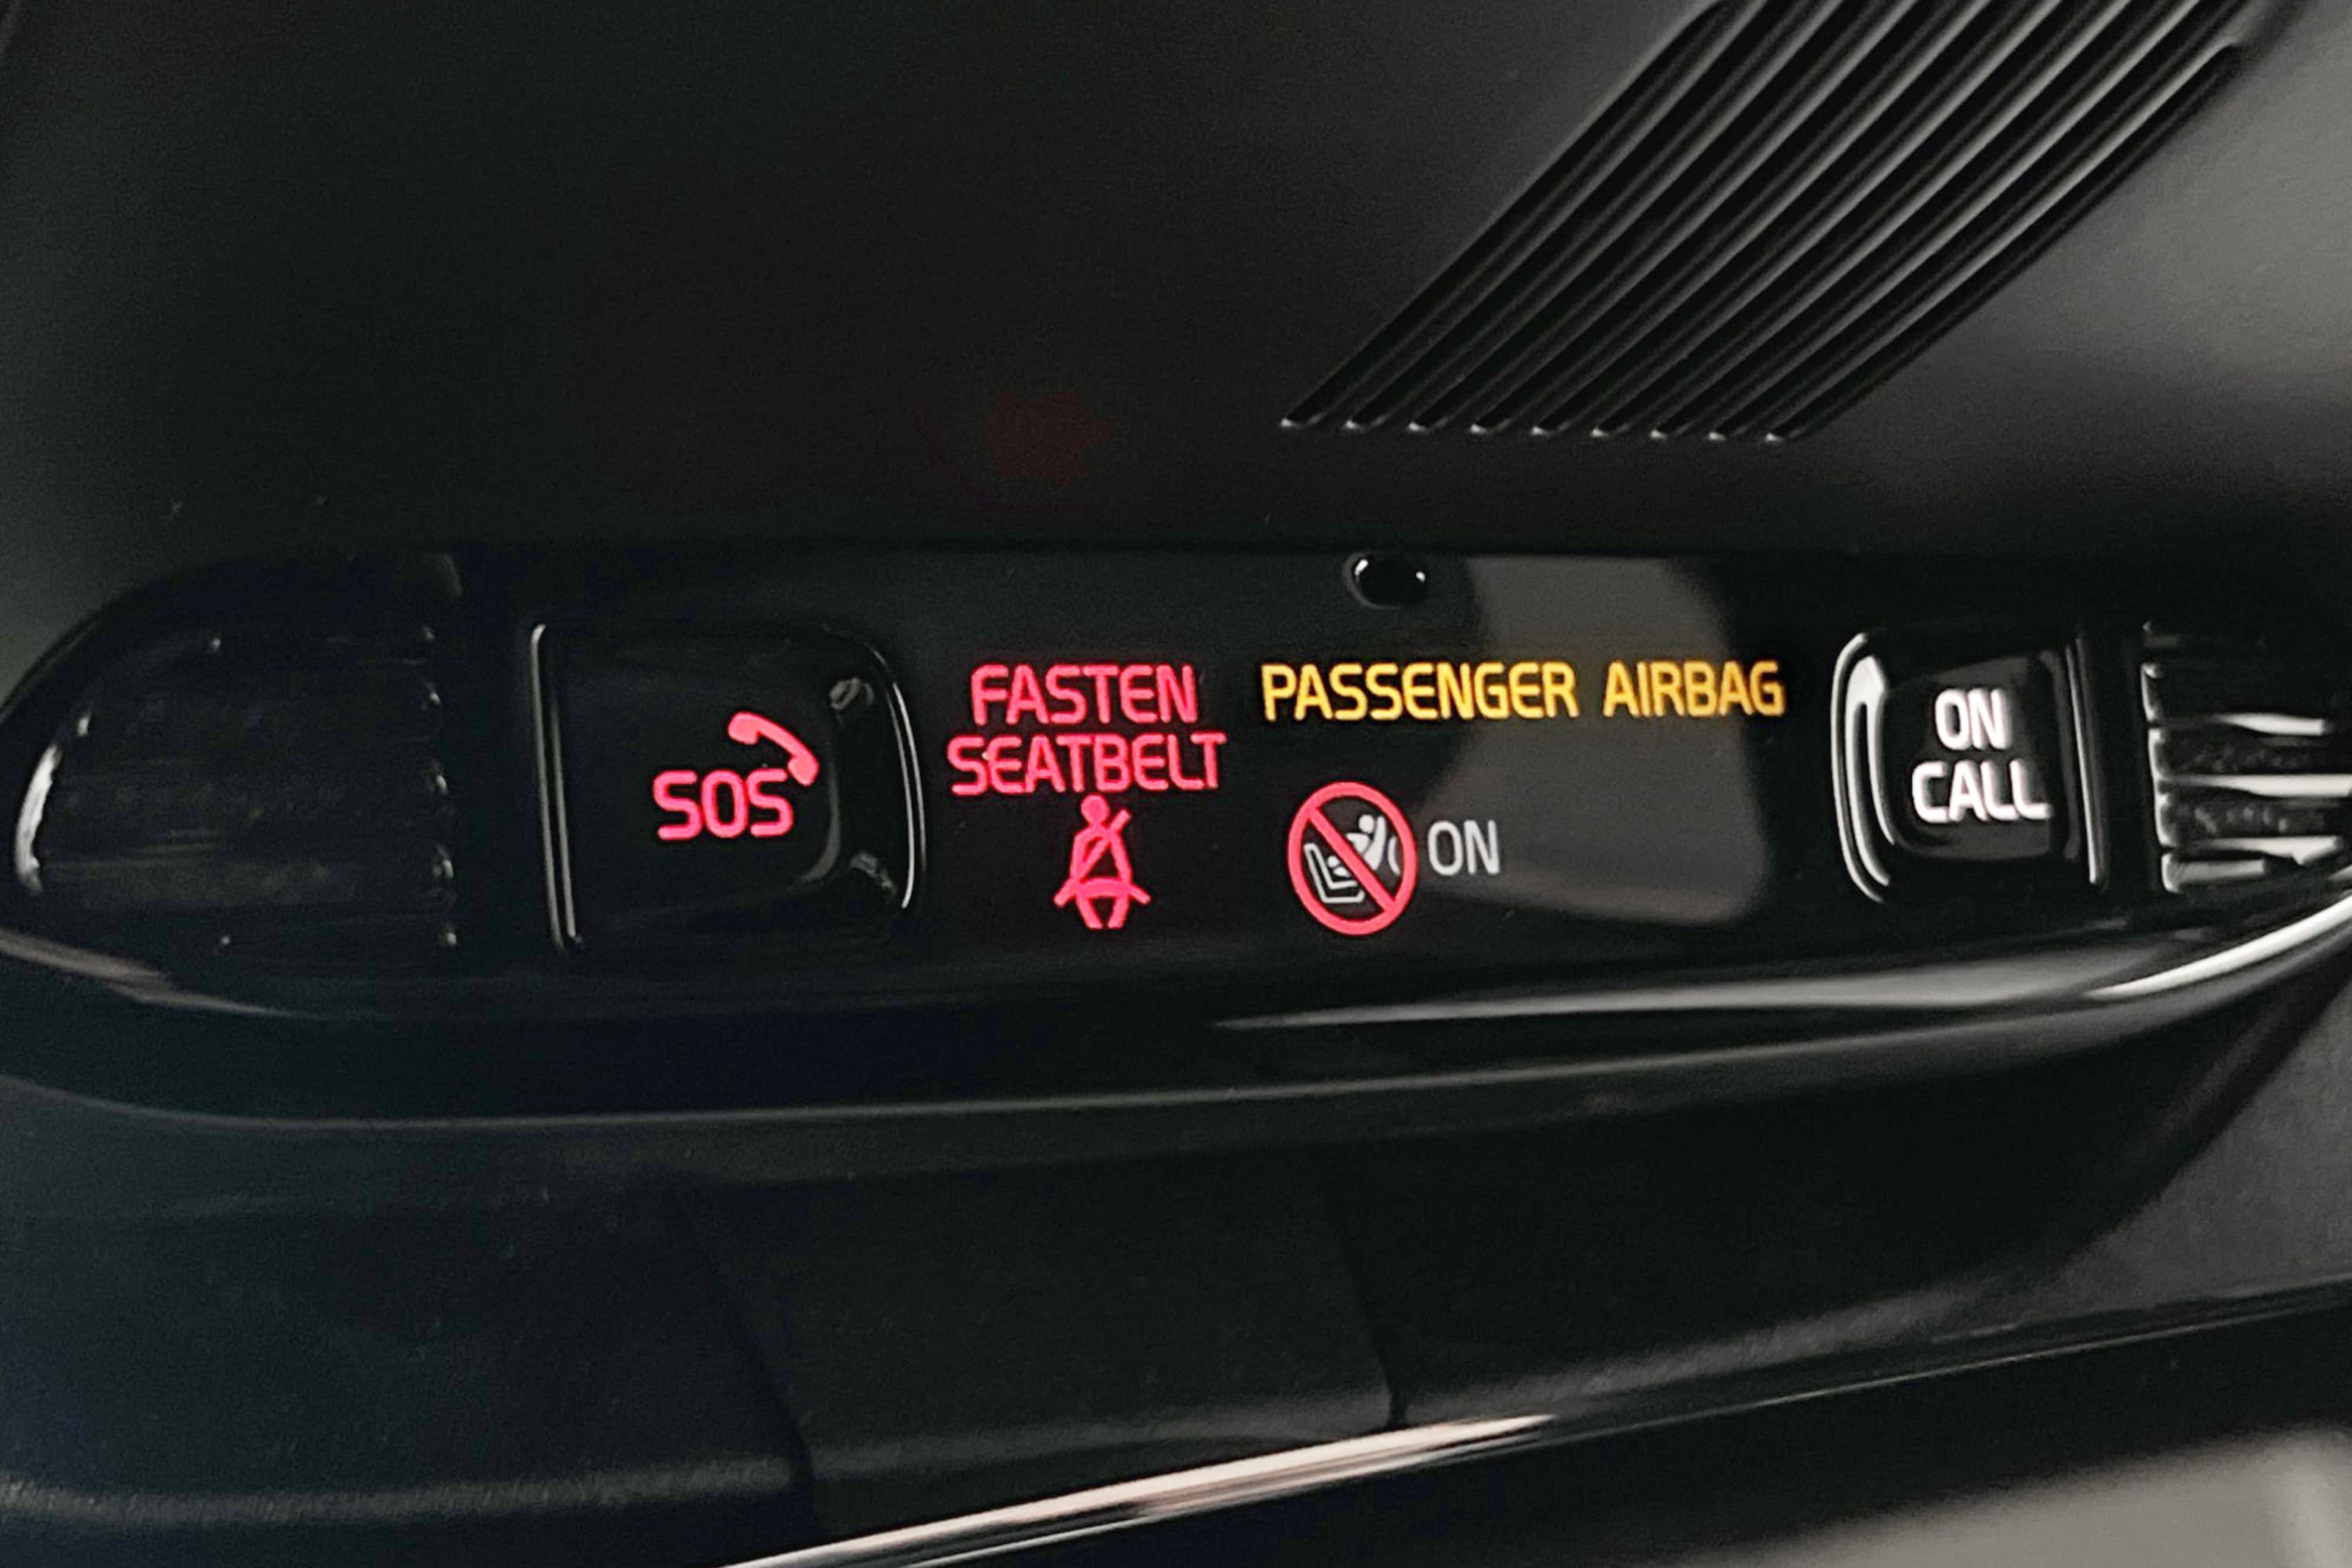 SOS
FASTEN
SEATBELT
PASSENGER AIRBAG
ON
ON
CALL